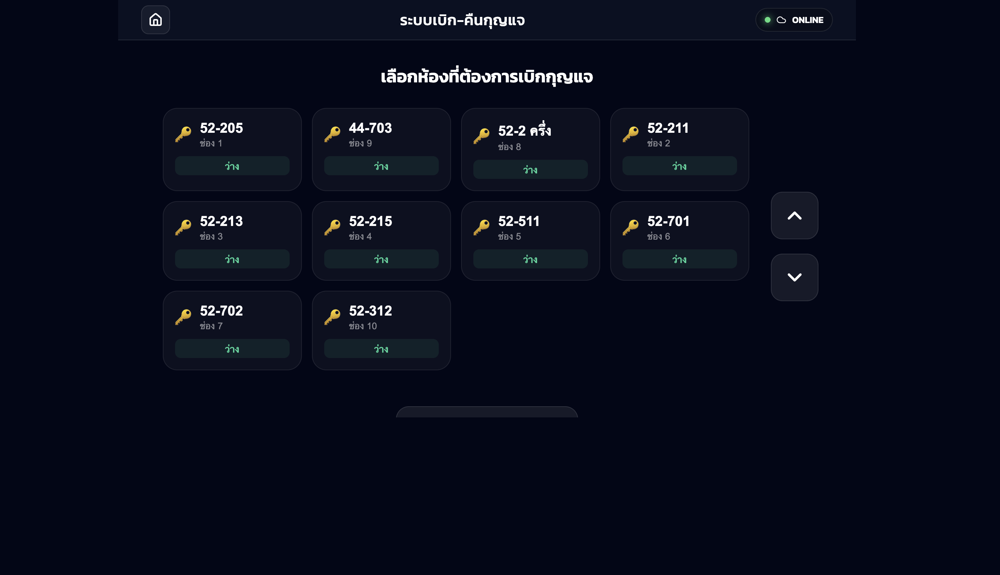 ระบบเบิก-คืนกุญแจ
ONLINE
เลือกห้องที่ต้องการเบิกกุญแจ
52-205
ช่อง 1
ว่าง
44-703
ช่อง 9
ว่าง
52-2 ครึ่ง
ช่อง 8
ว่าง
52-211
ช่อง 2
ว่าง
52-213
ช่อง 3
ว่าง
52-215
ช่อง 4
ว่าง
52-511
ช่อง 5
ว่าง
52-701
ช่อง 6
ว่าง
52-702
ช่อง 7
ว่าง
52-312
ช่อง 10
ว่าง